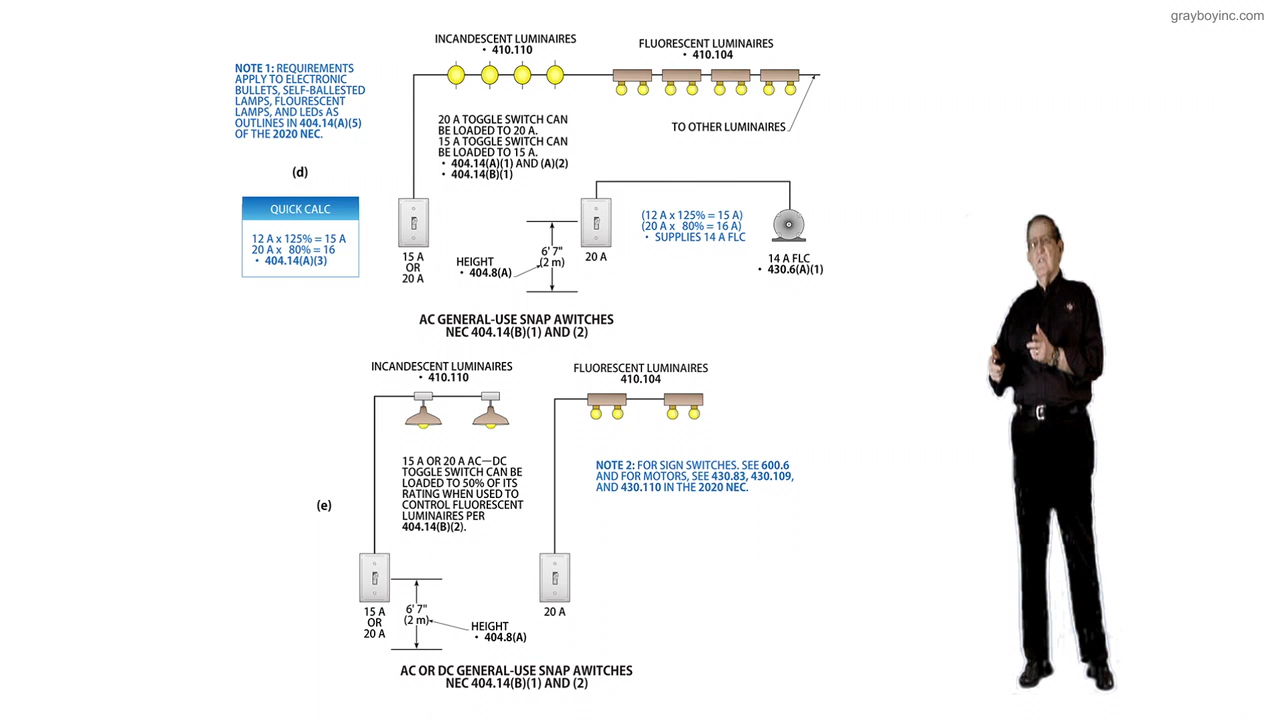 grayboyinc.com
NOTE 1: REQUIREMENTS
APPLY TO ELECTRONIC
BULLETS, SELF-BALLESTED
LAMPS, FLOURESCENT
LAMPS, AND LEDs AS
OUTLINES IN 404.14(A)(5)
OF THE 2020 NEC.
(d)
QUICK CALC
12 A x 125% = 15 A
20 A x 80% = 16
• 404.14(A)(3)
INCANDESCENT LUMINAIRES
• 410.110
FLUORESCENT LUMINAIRES
• 410.104
TO OTHER LUMINAIRES
20 A TOGGLE SWITCH CAN
BE LOADED TO 20 A.
15 A TOGGLE SWITCH CAN
BE LOADED TO 15 A.
• 404.14(A)(1) AND (A)(2)
• 404.14(B)(1)
15 A
OR
20 A
HEIGHT
• 404.8(A)
6' 7"
(2 m)
20 A
(12 A x 125% = 15 A)
(20 A x 80% = 16 A)
• SUPPLIES 14 A FLC
14 A FLC
• 430.6(A)(1)
AC GENERAL-USE SNAP AWITCHES
NEC 404.14(B)(1) AND (2)
INCANDESCENT LUMINAIRES
• 410.110
FLUORESCENT LUMINAIRES
410.104
15 A OR 20 A AC—DC
TOGGLE SWITCH CAN BE
LOADED TO 50% OF ITS
RATING WHEN USED TO
CONTROL FLUORESCENT
LUMINAIRES PER
404.14(B)(2).
NOTE 2: FOR SIGN SWITCHES. SEE 600.6
AND FOR MOTORS, SEE 430.83, 430.109,
AND 430.110 IN THE 2020 NEC.
(e)
15 A
OR
20 A
6' 7"
(2 m)
HEIGHT
• 404.8(A)
20 A
AC OR DC GENERAL-USE SNAP AWITCHES
NEC 404.14(B)(1) AND (2)